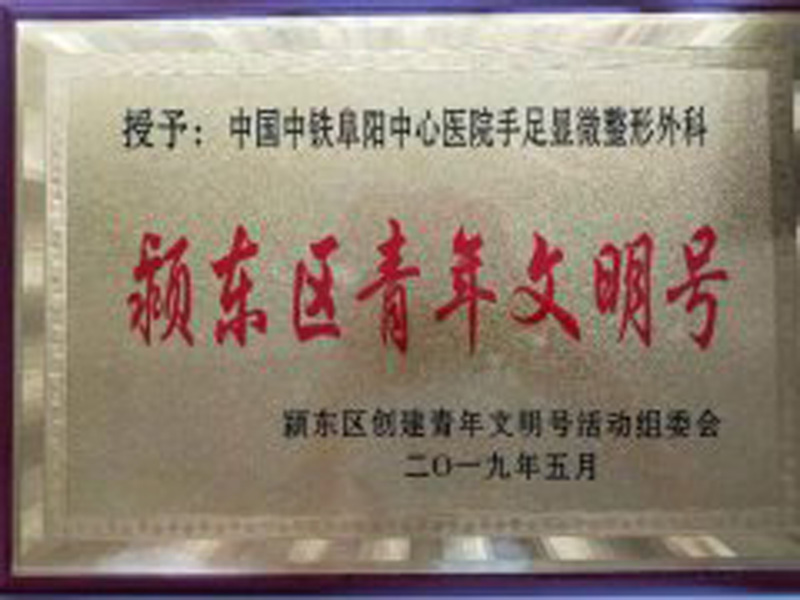 授予：中国中铁阜阳中心医院手足显微整形外科
颍东区青年文明号
颍东区创建青年文明号活动组委会
二〇一九年五月